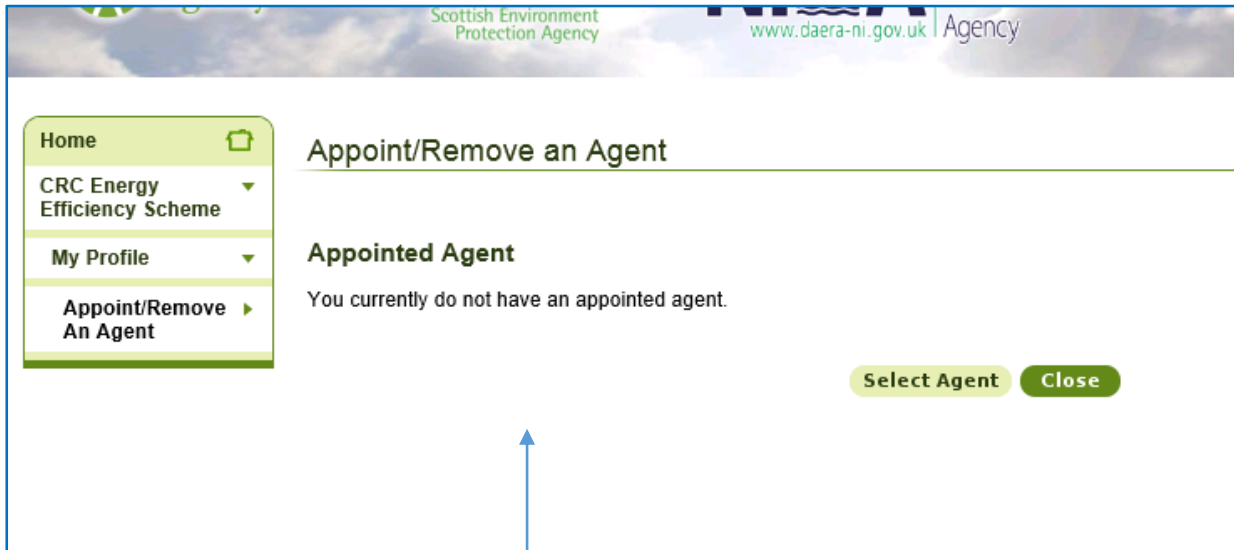 Scottish Environment
Protection Agency
www.daera-ni.gov.uk
Agency
Home
CRC Energy
Efficiency Scheme
My Profile
Appoint/Remove
An Agent
Appoint/Remove an Agent
Appointed Agent
You currently do not have an appointed agent.
Select Agent
Close